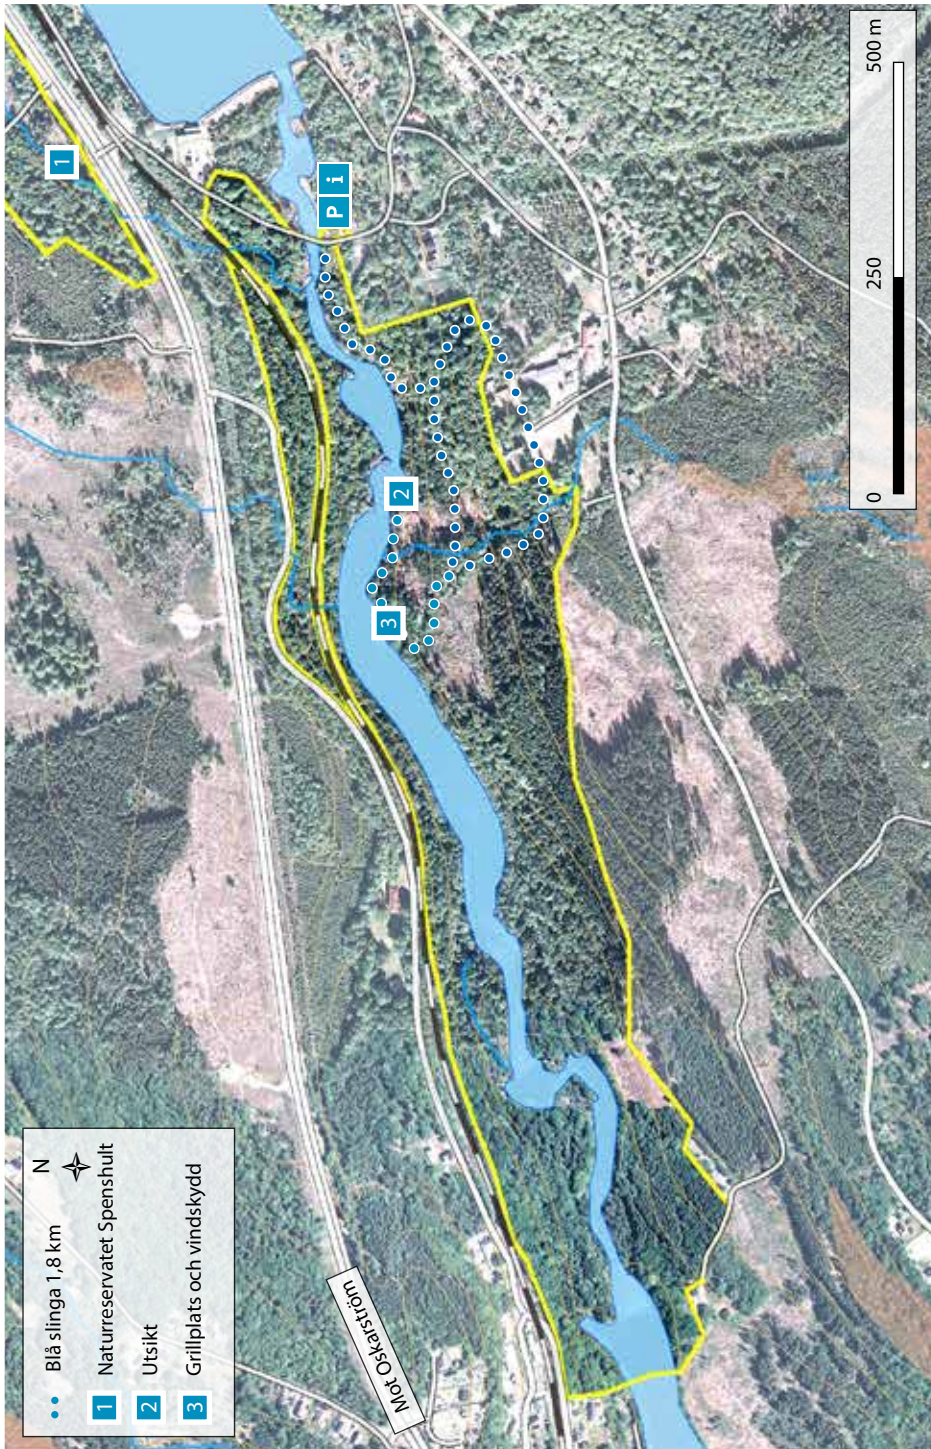 Blå slinga 1,8 km
N
1 Naturreservatet Spenshult
2 Utsikt
3 Grillplats och vindskydd
Mot Oskarström
3
2
P i
1
0 250 500 m